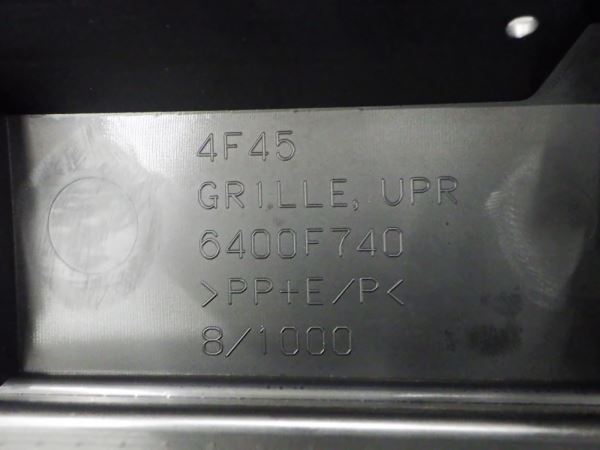 4F45
GRILLE, UPR
6400F740
>PP+E/P<
8/1000